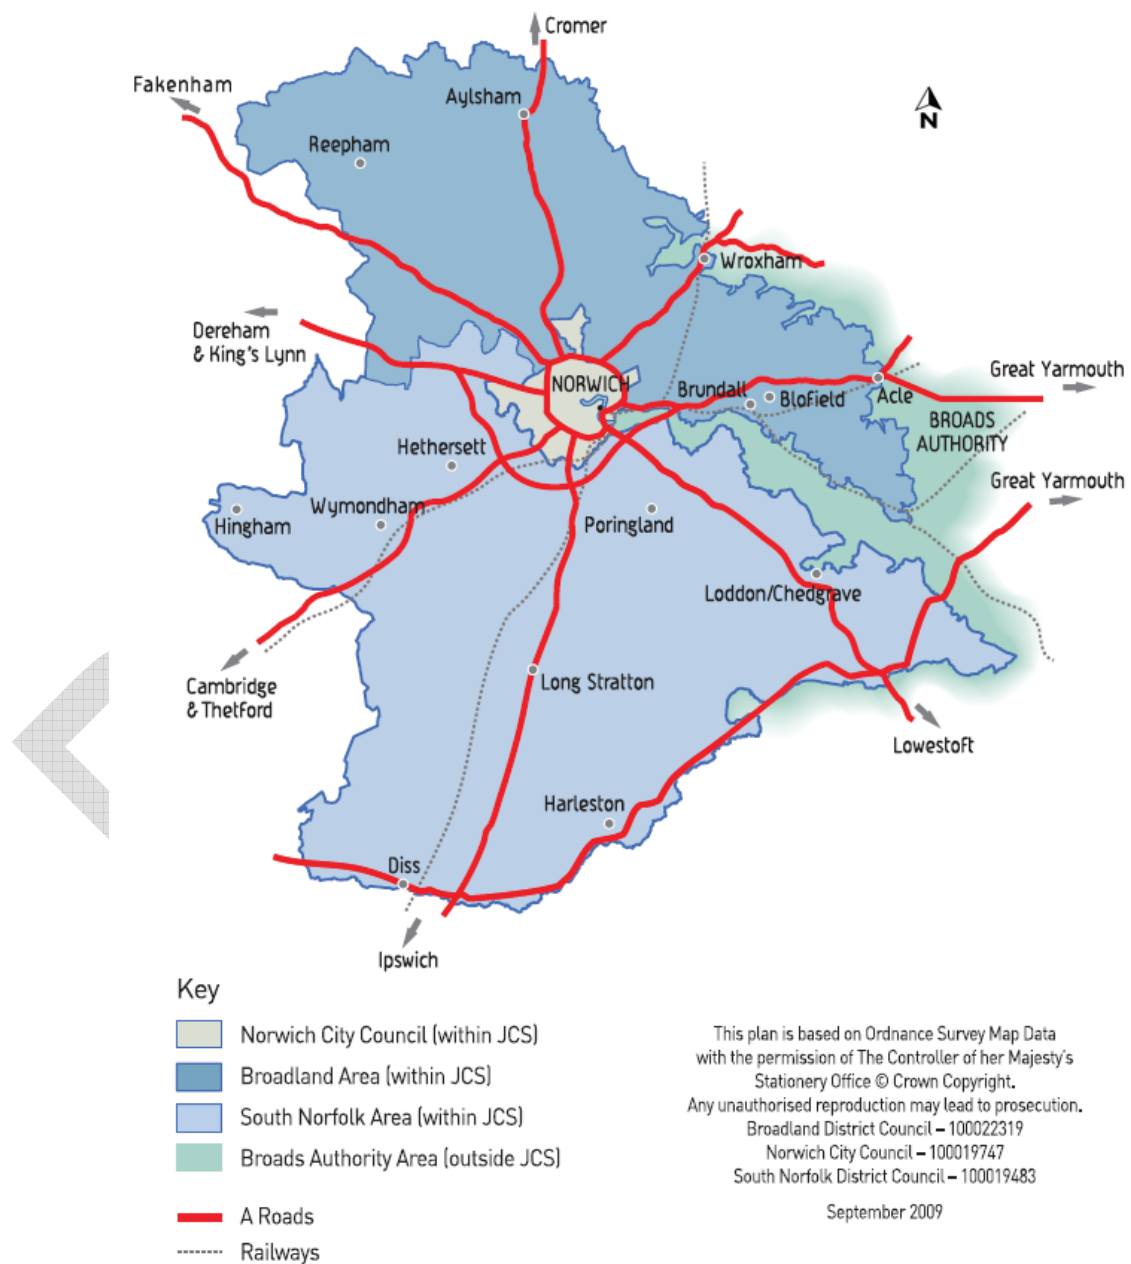 Cromer
Fakenham
Aylsham
N
Reepham
Wroxham
Dereham
& King's Lynn
NORWICH
Great Yarmouth
Brundall
Blofield
Acle
BROADS
AUTHORITY
Hethersett
Great Yarmouth
Wymondham
Hingham
Poringland
Loddon/Chedgrave
Cambridge
& Thetford
Long Stratton
Lowestoft
Harleston
Diss
Ipswich
Key
Norwich City Council (within JCS)
Broadland Area (within JCS)
South Norfolk Area (within JCS)
Broads Authority Area (outside JCS)
A Roads
Railways
This plan is based on Ordnance Survey Map Data
with the permission of The Controller of her Majesty's
Stationery Office © Crown Copyright.
Any unauthorised reproduction may lead to prosecution.
Broadland District Council – 100022319
Norwich City Council – 100019747
South Norfolk District Council – 100019483
September 2009